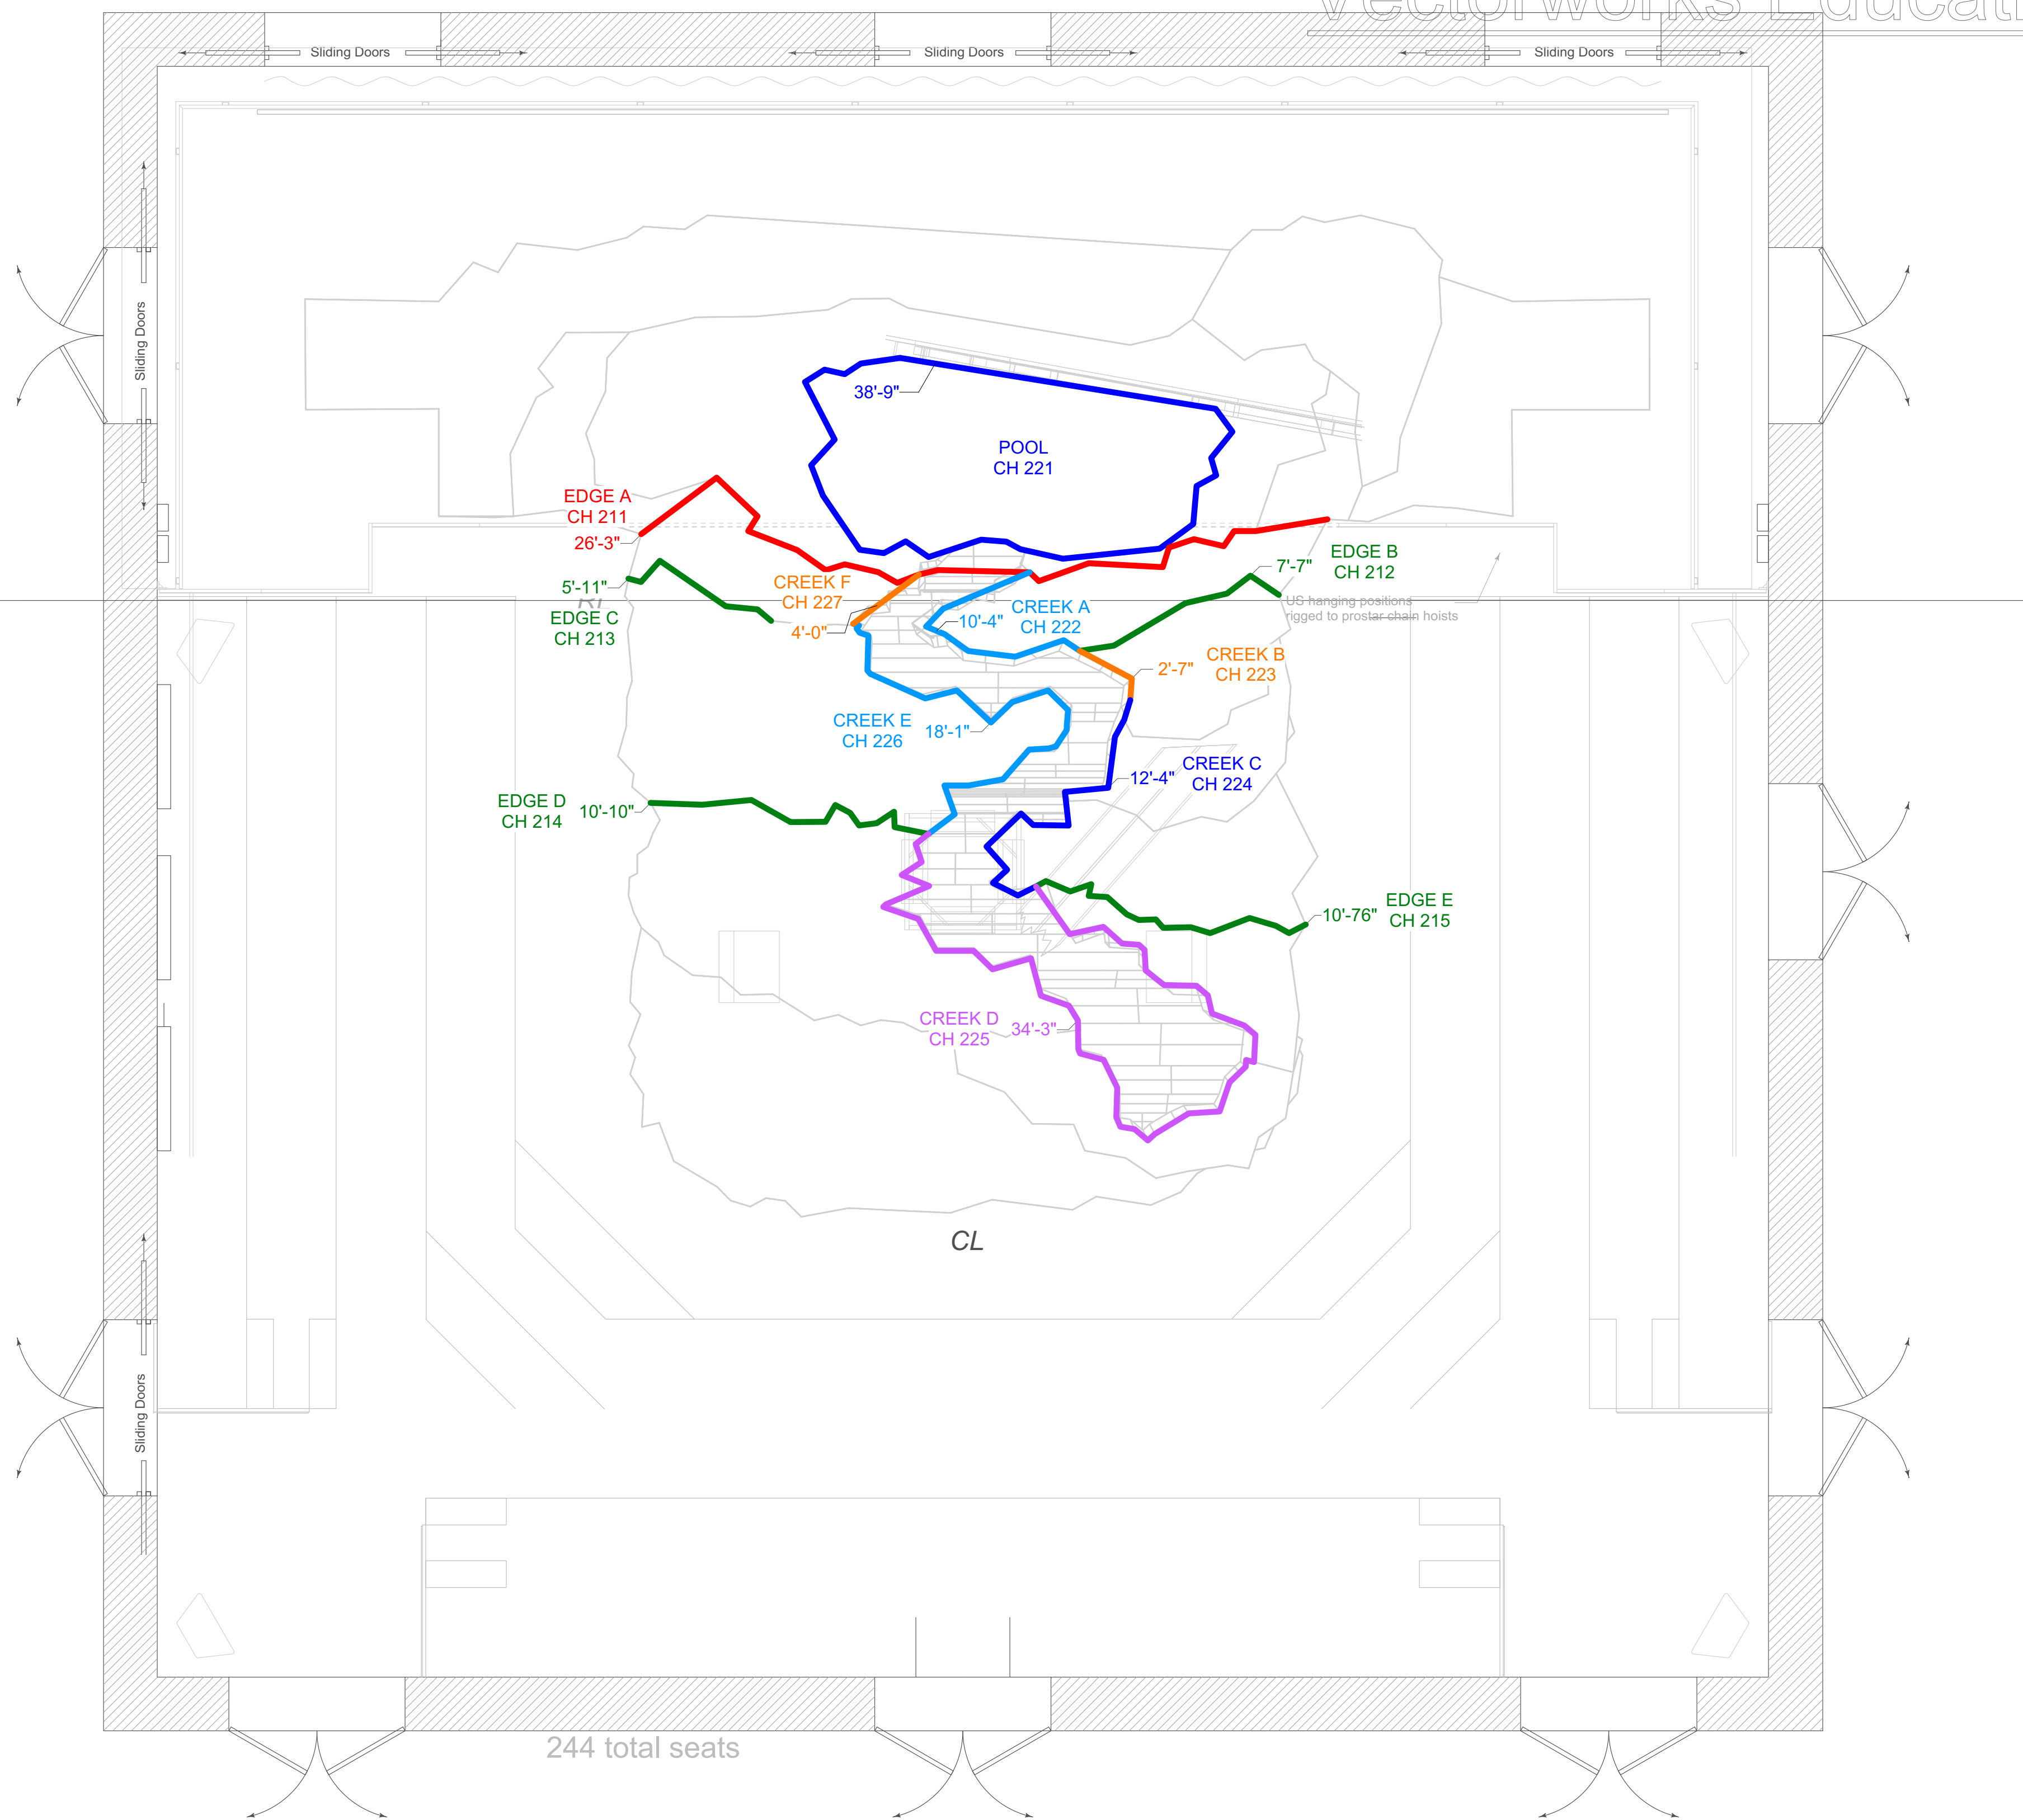 Vectorworks Educati
Sliding Doors
Sliding Doors
Sliding Doors
Sliding Doors
38'-9"
POOL
CH 221
EDGE A
CH 211
26'-3"
EDGE B
CH 212
7'-7"
5'-11"
EDGE C
CH 213
CREEK F
CH 227
4'-0"
CREEK A
CH 222
10'-4"
US hanging positions
rigged to prostar chain hoists
2'-7"
CREEK B
CH 223
CREEK E
CH 226
18'-1"
12'-4"
CREEK C
CH 224
EDGE D
CH 214
10'-10"
10'-76"
EDGE E
CH 215
CREEK D
CH 225
34'-3"
CL
Sliding Doors
244 total seats